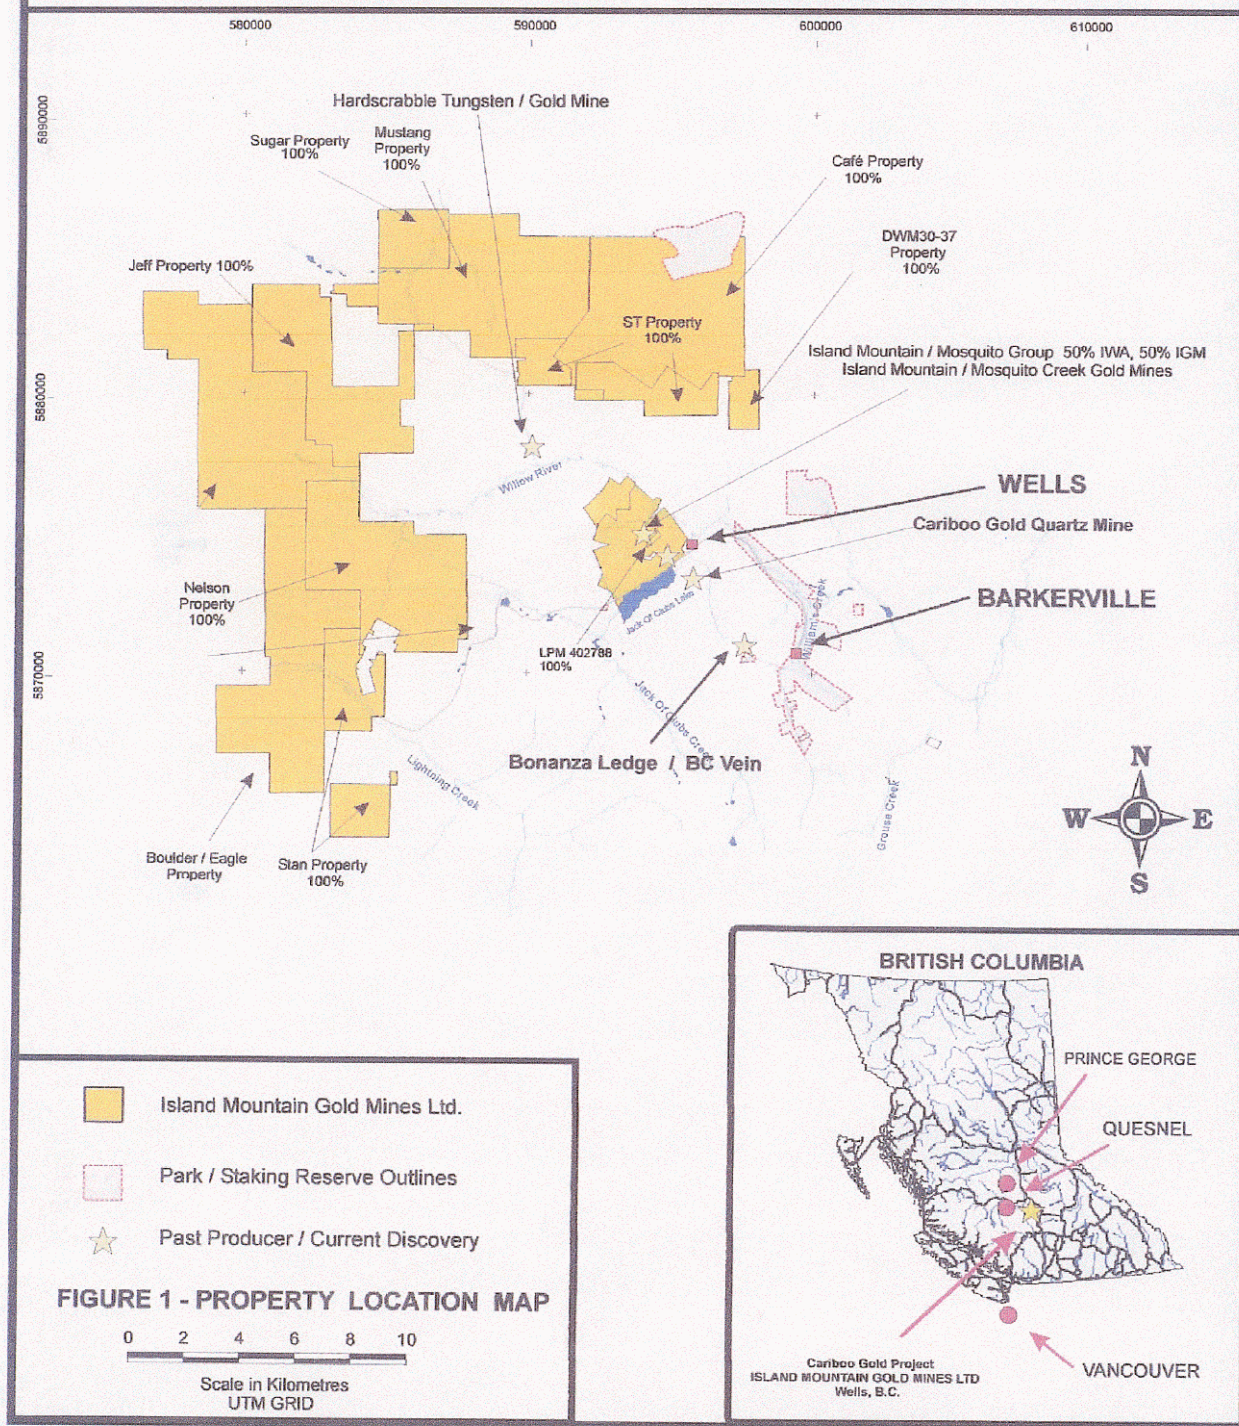 580000
590000
600000
610000
5890000
5880000
5870000
Hardscrabble Tungsten / Gold Mine
Sugar Property
100%
Mustang
Property
100%
Café Property
100%
DWM30-37
Property
100%
Jeff Property 100%
ST Property
100%
Island Mountain / Mosquito Group 50% IWA, 50% IGM
Island Mountain / Mosquito Creek Gold Mines
Willow River
WELLS
Cariboo Gold Quartz Mine
Nelson
Property
100%
Jack Of Clubs Lake
Williams Creek
BARKERVILLE
LPM 402788
100%
Jack Of Clubs Creek
Bonanza Ledge / BC Vein
Lightning Creek
Grouse Creek
Boulder / Eagle
Property
Stan Property
100%
N
W
E
S
BRITISH COLUMBIA
PRINCE GEORGE
QUESNEL
VANCOUVER
Cariboo Gold Project
ISLAND MOUNTAIN GOLD MINES LTD
Wells, B.C.
Island Mountain Gold Mines Ltd.
Park / Staking Reserve Outlines
Past Producer / Current Discovery
FIGURE 1 - PROPERTY LOCATION MAP
0 2 4 6 8 10
Scale in Kilometres
UTM GRID